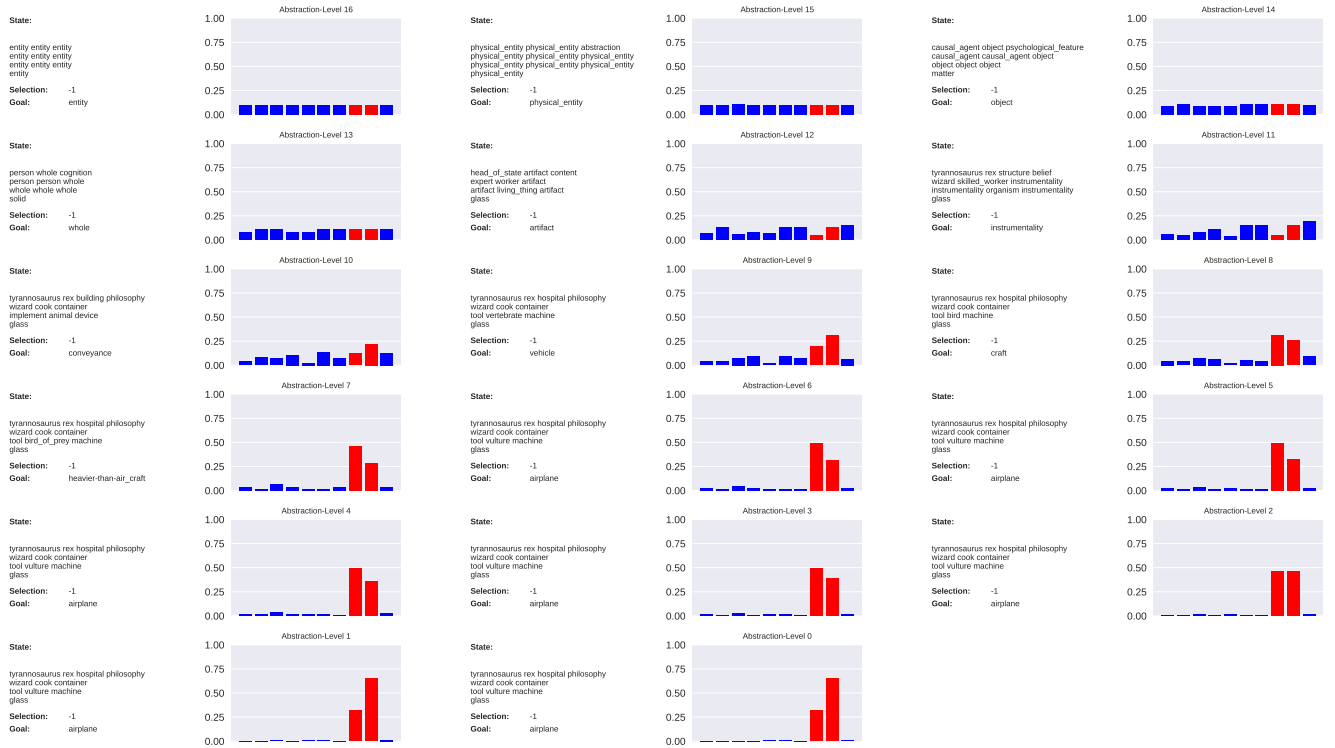 Abstraction-Level 16
State:
entity entity entity
entity entity entity
entity entity entity
entity
Selection: -1
Goal: entity
1.00
0.75
0.50
0.25
0.00
Abstraction-Level 15
State:
physical_entity physical_entity abstraction
physical_entity physical_entity physical_entity
physical_entity physical_entity physical_entity
physical_entity
Selection: -1
Goal: physical_entity
1.00
0.75
0.50
0.25
0.00
Abstraction-Level 14
State:
causal_agent object psychological_feature
causal_agent causal_agent object
object object object
matter
Selection: -1
Goal: object
1.00
0.75
0.50
0.25
0.00
Abstraction-Level 13
State:
person whole cognition
person person whole
whole whole whole
solid
Selection: -1
Goal: whole
1.00
0.75
0.50
0.25
0.00
Abstraction-Level 12
State:
head_of_state artifact content
expert worker artifact
artifact living_thing artifact
glass
Selection: -1
Goal: artifact
1.00
0.75
0.50
0.25
0.00
Abstraction-Level 11
State:
tyrannosaurus rex structure belief
wizard skilled_worker instrumentality
instrumentality organism instrumentality
glass
Selection: -1
Goal: instrumentality
1.00
0.75
0.50
0.25
0.00
Abstraction-Level 10
State:
tyrannosaurus rex building philosophy
wizard cook container
implement animal device
glass
Selection: -1
Goal: conveyance
1.00
0.75
0.50
0.25
0.00
Abstraction-Level 9
State:
tyrannosaurus rex hospital philosophy
wizard cook container
tool vertebrate machine
glass
Selection: -1
Goal: vehicle
1.00
0.75
0.50
0.25
0.00
Abstraction-Level 8
State:
tyrannosaurus rex hospital philosophy
wizard cook container
tool bird machine
glass
Selection: -1
Goal: craft
1.00
0.75
0.50
0.25
0.00
Abstraction-Level 7
State:
tyrannosaurus rex hospital philosophy
wizard cook container
tool bird_of_prey machine
glass
Selection: -1
Goal: heavier-than-air_craft
1.00
0.75
0.50
0.25
0.00
Abstraction-Level 6
State:
tyrannosaurus rex hospital philosophy
wizard cook container
tool vulture machine
glass
Selection: -1
Goal: airplane
1.00
0.75
0.50
0.25
0.00
Abstraction-Level 5
State:
tyrannosaurus rex hospital philosophy
wizard cook container
tool vulture machine
glass
Selection: -1
Goal: airplane
1.00
0.75
0.50
0.25
0.00
Abstraction-Level 4
State:
tyrannosaurus rex hospital philosophy
wizard cook container
tool vulture machine
glass
Selection: -1
Goal: airplane
1.00
0.75
0.50
0.25
0.00
Abstraction-Level 3
State:
tyrannosaurus rex hospital philosophy
wizard cook container
tool vulture machine
glass
Selection: -1
Goal: airplane
1.00
0.75
0.50
0.25
0.00
Abstraction-Level 2
State:
tyrannosaurus rex hospital philosophy
wizard cook container
tool vulture machine
glass
Selection: -1
Goal: airplane
1.00
0.75
0.50
0.25
0.00
Abstraction-Level 1
State:
tyrannosaurus rex hospital philosophy
wizard cook container
tool vulture machine
glass
Selection: -1
Goal: airplane
1.00
0.75
0.50
0.25
0.00
Abstraction-Level 0
State:
tyrannosaurus rex hospital philosophy
wizard cook container
tool vulture machine
glass
Selection: -1
Goal: airplane
1.00
0.75
0.50
0.25
0.00